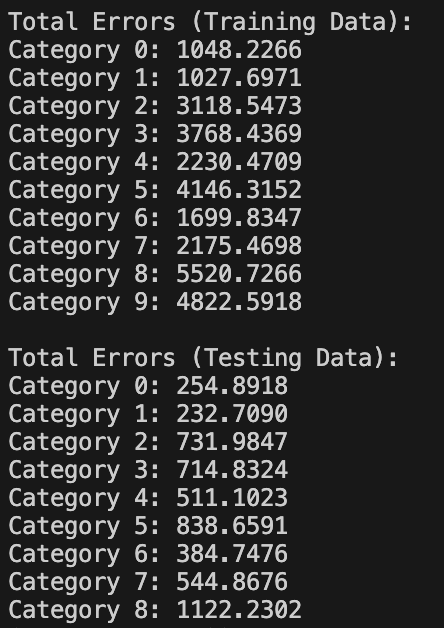 Total Errors (Training Data):
Category 0: 1048.2266
Category 1: 1027.6971
Category 2: 3118.5473
Category 3: 3768.4369
Category 4: 2230.4709
Category 5: 4146.3152
Category 6: 1699.8347
Category 7: 2175.4698
Category 8: 5520.7266
Category 9: 4822.5918
Total Errors (Testing Data):
Category 0: 254.8918
Category 1: 232.7090
Category 2: 731.9847
Category 3: 714.8324
Category 4: 511.1023
Category 5: 838.6591
Category 6: 384.7476
Category 7: 544.8676
Category 8: 1122.2302